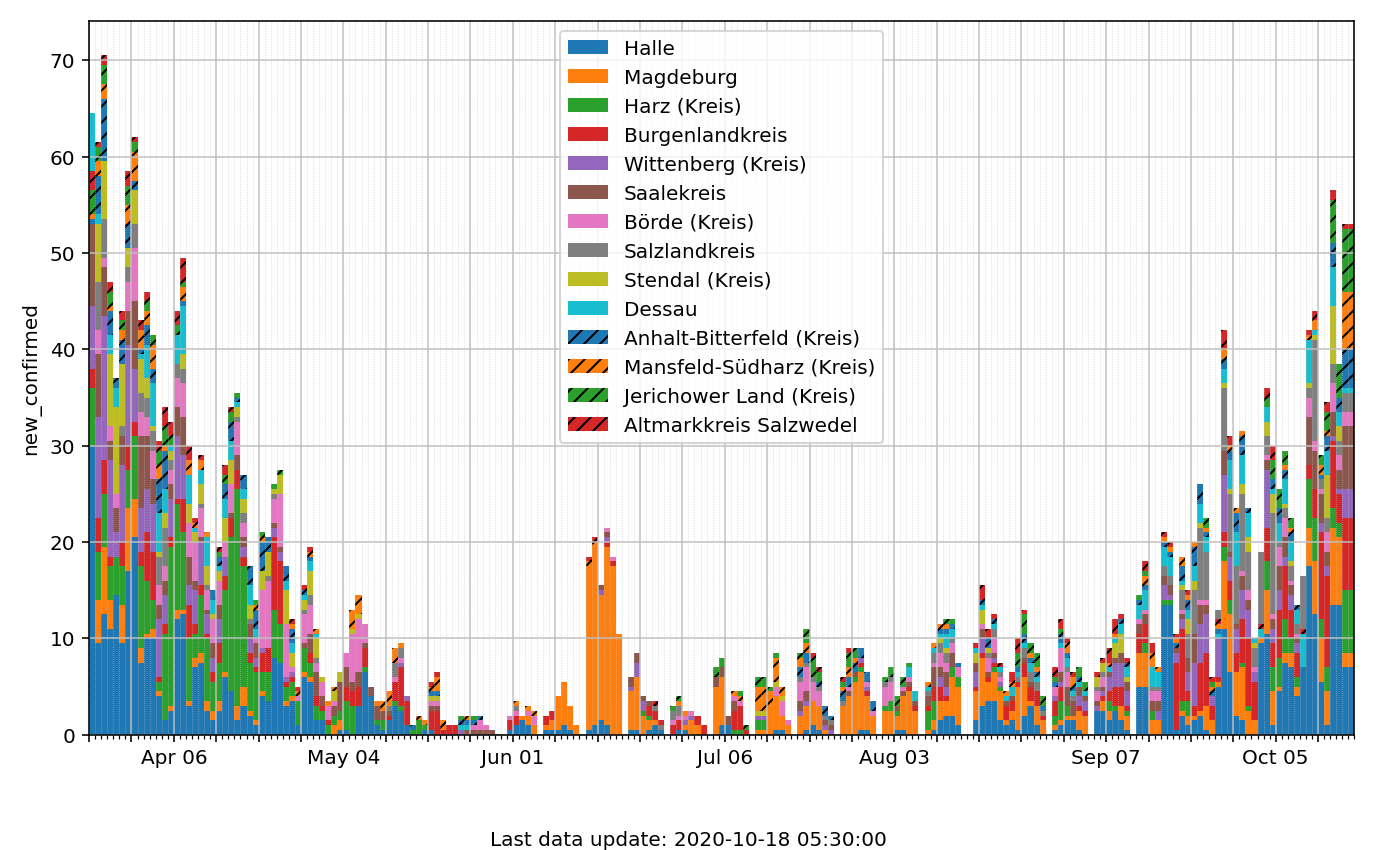 70
60
50
40
30
20
10
0
new_confirmed
Halle
Magdeburg
Harz (Kreis)
Burgenlandkreis
Wittenberg (Kreis)
Saalekreis
Börde (Kreis)
Salzlandkreis
Stendal (Kreis)
Dessau
Anhalt-Bitterfeld (Kreis)
Mansfeld-Südharz (Kreis)
Jerichower Land (Kreis)
Altmarkkreis Salzwedel
Apr 06 May 04 Jun 01 Jul 06 Aug 03 Sep 07 Oct 05
Last data update: 2020-10-18 05:30:00